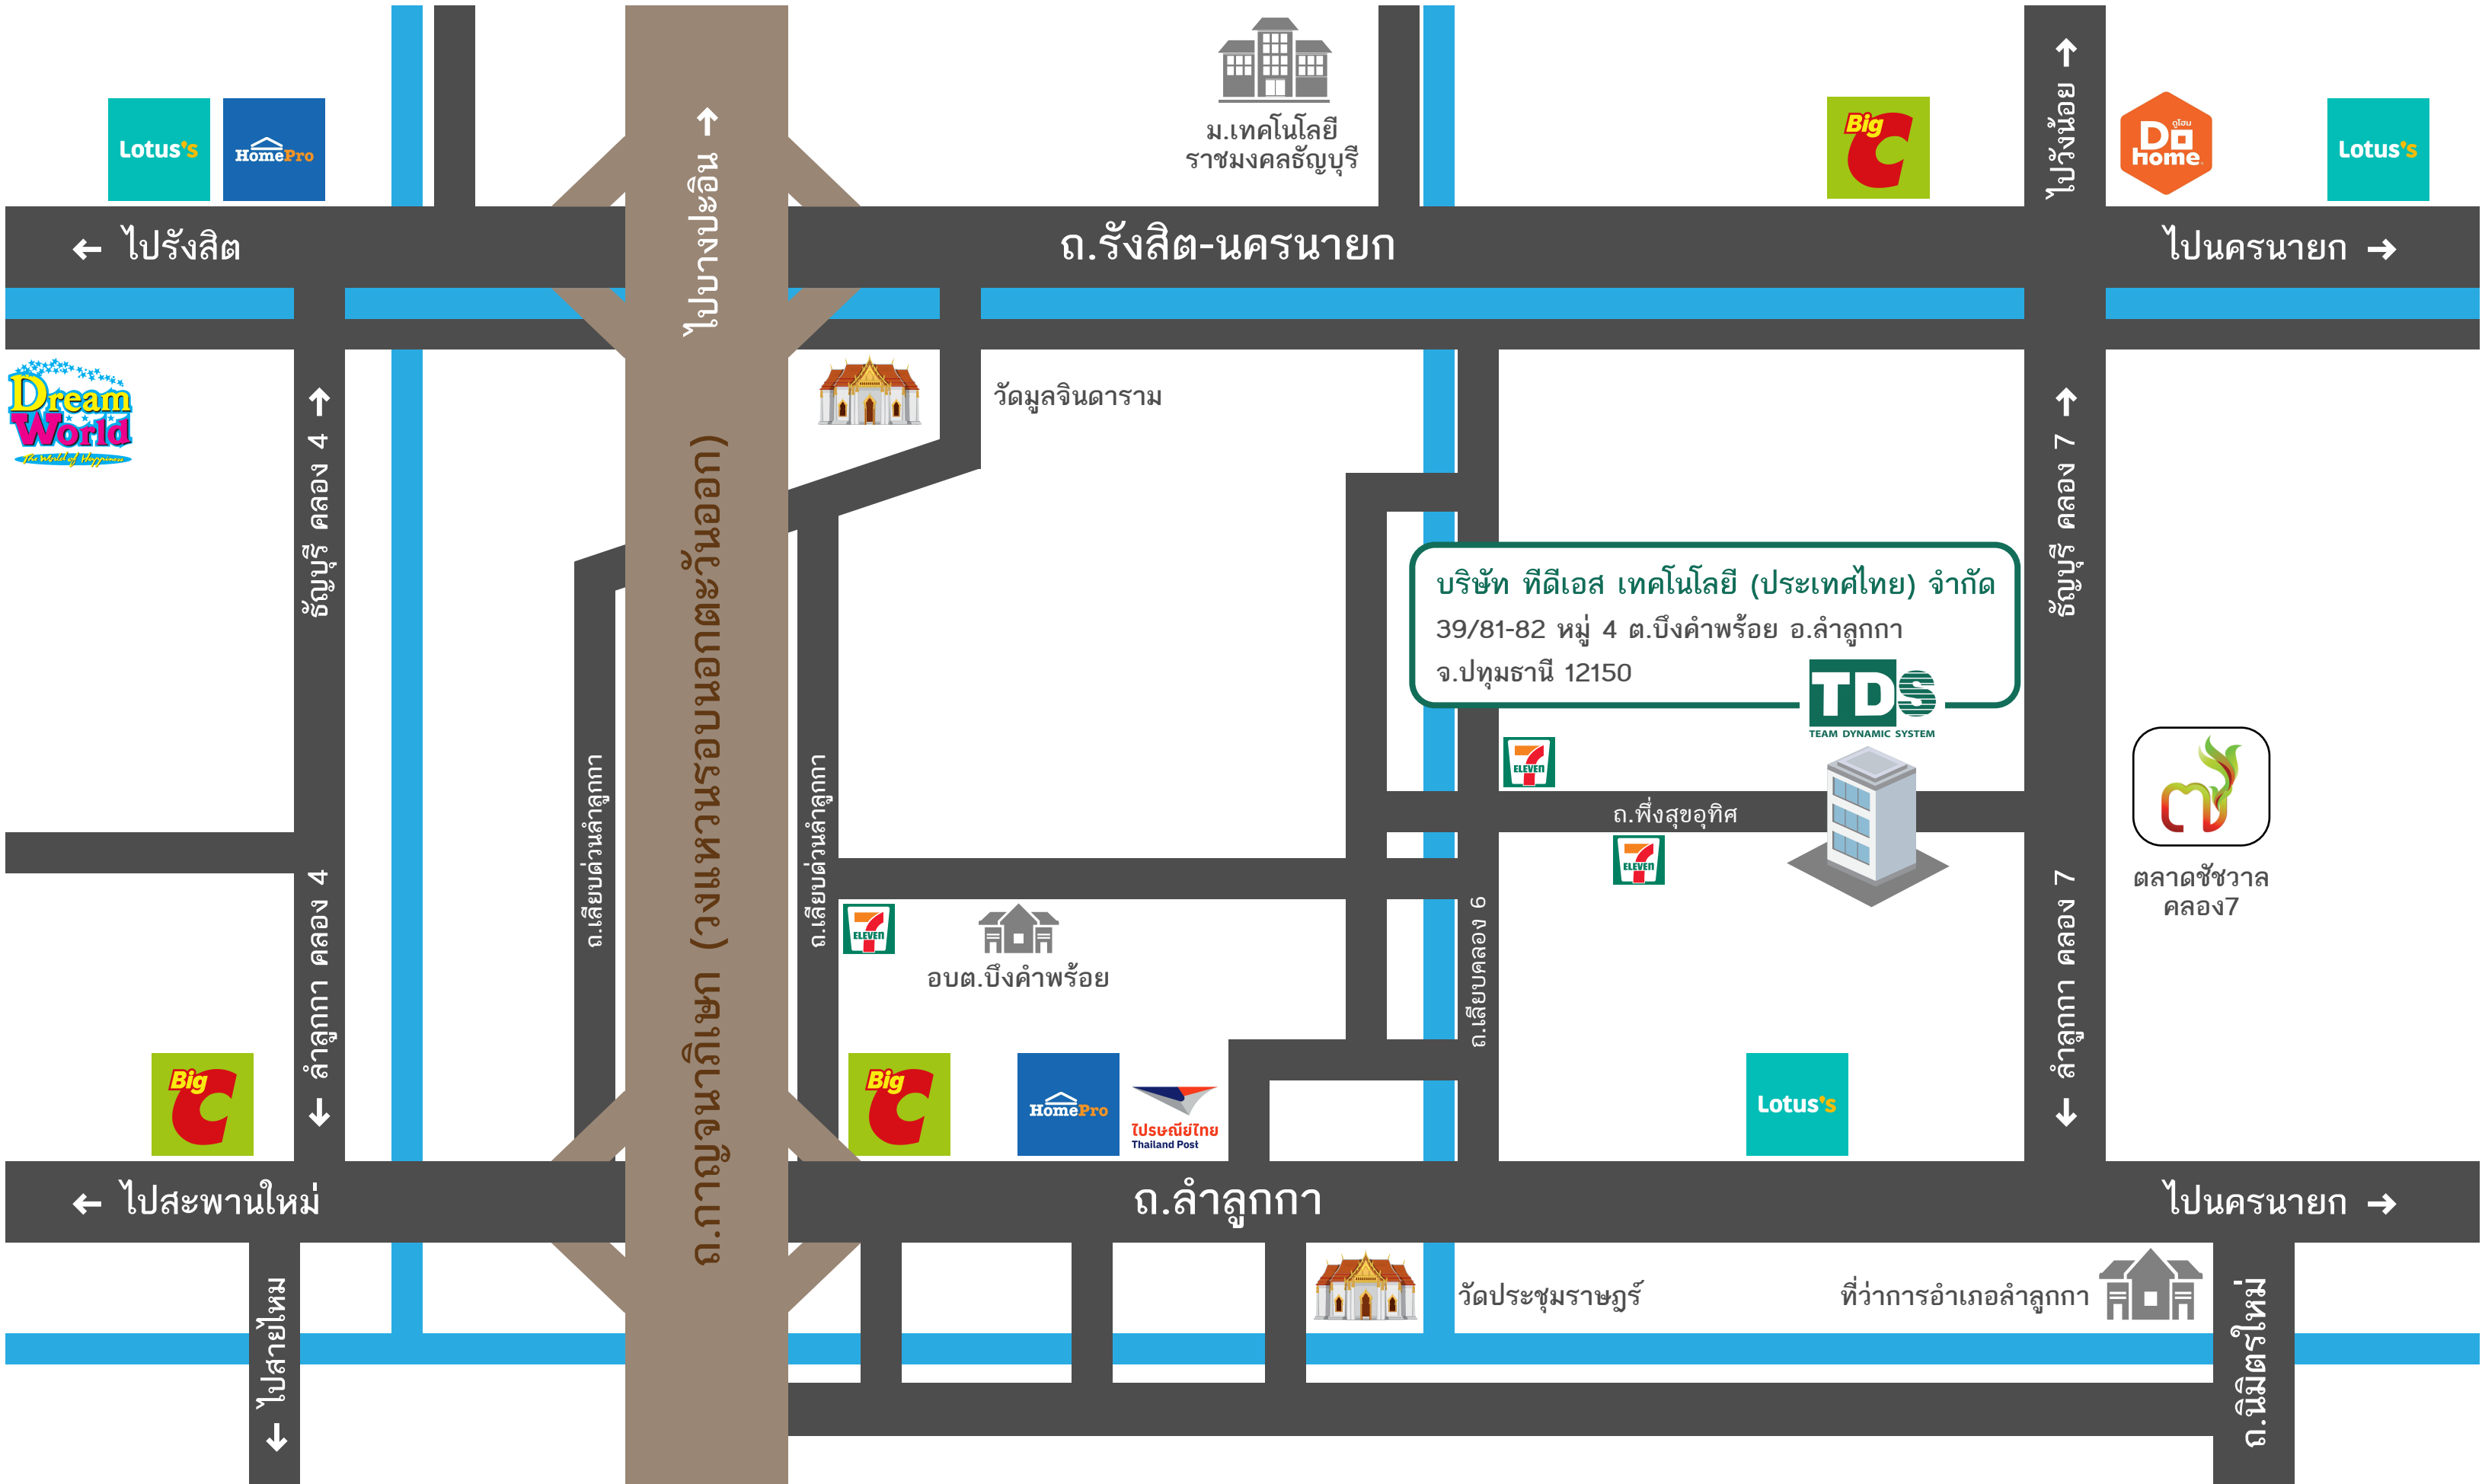 ม.เทคโนโลยี
ราชมงคลธัญบุรี
Lotus's
HomePro
Big C
ไปบางปะอิน →
ไปวังน้อย →
ดูโฮม
Do
home
Lotus's
← ไปรังสิต
ถ.รังสิต-นครนายก
ไปนครนายก →
Dream
World
The World of Happiness
วัดมูลจินดาราม
ธัญบุรี คลอง 4 →
ธัญบุรี คลอง 7 →
ถ.กาญจนาภิเษก (วงแหวนรอบนอกตะวันออก)
บริษัท ทีดีเอส เทคโนโลยี (ประเทศไทย) จำกัด
39/81-82 หมู่ 4 ต.บึงคำพร้อย อ.ลำลูกกา
จ.ปทุมธานี 12150
TDS
TEAM DYNAMIC SYSTEM
7 ELEVEN
ถ.พึ่งสุขอุทิศ
7 ELEVEN
ถ.เลียบด่วนลำลูกกา
ถ.เลียบด่วนลำลูกกา
7 ELEVEN
อบต.บึงคำพร้อย
ถ.เลียบคลอง 6
ตลาดชัชวาล
คลอง7
← ลำลูกกา คลอง 4
← ลำลูกกา คลอง 7
Big C
Big C
HomePro
ไปรษณีย์ไทย
Thailand Post
Lotus's
← ไปสะพานใหม่
ถ.ลำลูกกา
ไปนครนายก →
← ไปสายไหม
วัดประชุมราษฎร์
ที่ว่าการอำเภอลำลูกกา
ถ.นิมิตรใหม่